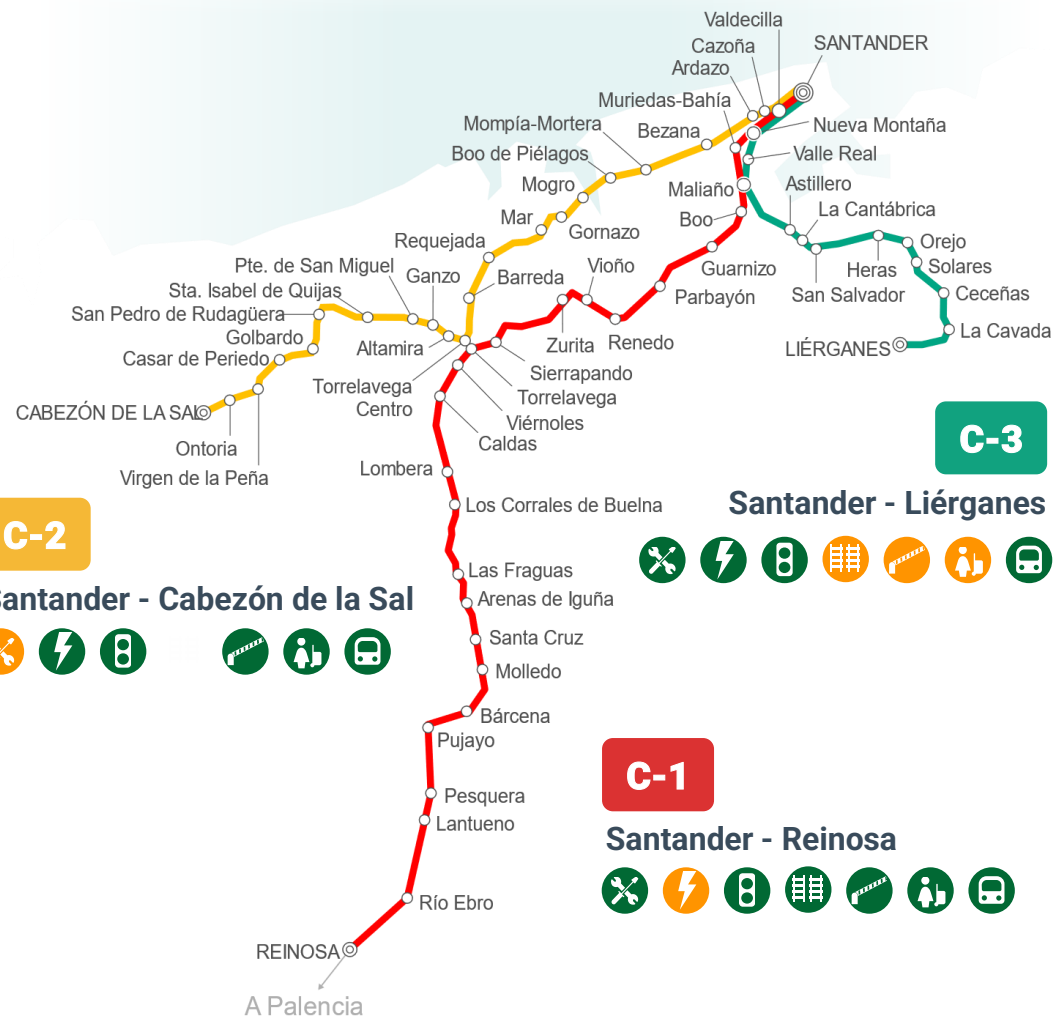 Valdecilla
SANTANDER
Cazoña
Ardazo
Muriedas-Bahía
Nueva Montaña
Mompía-Mortera
Bezana
Boo de Piélagos
Valle Real
Mogro
Maliaño
Astillero
Mar
Gornazo
Boo
La Cantábrica
Requejada
Orejo
Pte. de San Miguel
Ganzo
Barreda
Vioño
Guarnizo
Heras
Solares
Sta. Isabel de Quijas
Parbayón
San Salvador
Ceceñas
San Pedro de Rudagüera
Golbardo
La Cavada
Altamira
Zurita
Renedo
LIÉRGANES
Casar de Periedo
Sierrapando
Torrelavega
Centro
Torrelavega
CABEZÓN DE LA SAL
Viérnoles
Ontoria
Caldas
C-3
Virgen de la Peña
Lombera
Santander - Liérganes
Los Corrales de Buelna
C-2
Las Fraguas
Santander - Cabezón de la Sal
Arenas de Iguña
Santa Cruz
Molledo
Bárcena
Pujayo
C-1
Pesquera
Lantueno
Santander - Reinosa
Río Ebro
REINOSA
A Palencia